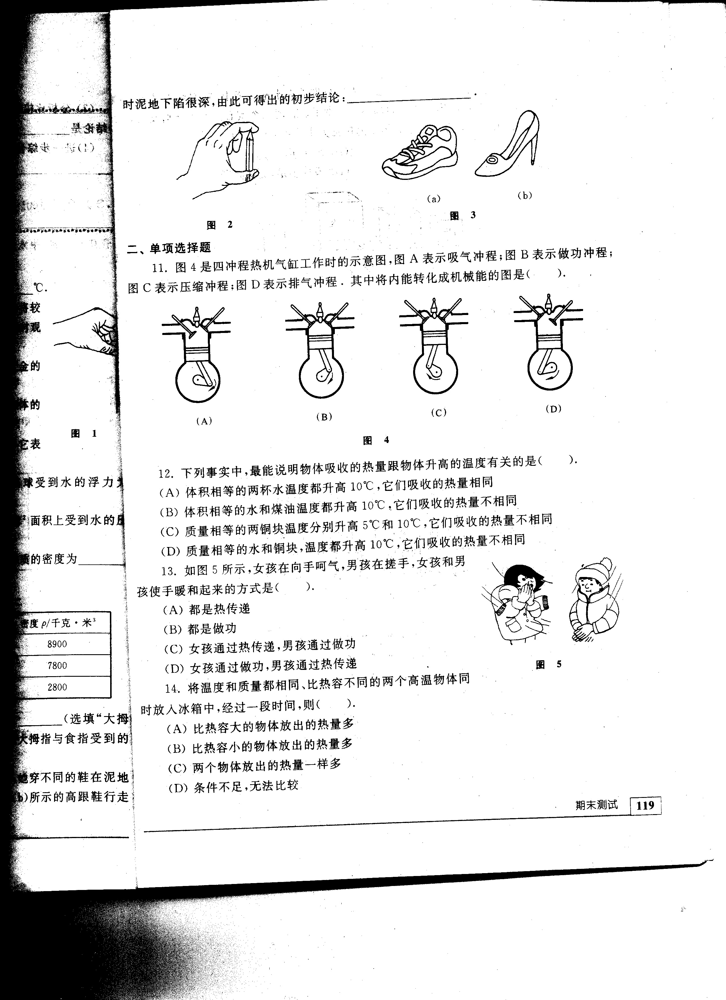 时泥地下陷很深,由此可得出的初步结论:____________.
(a)
(b)
图 2
图 3
二、单项选择题
11. 图 4 是四冲程热机气缸工作时的示意图,图 A 表示吸气冲程;图 B 表示做功冲程;
图 C 表示压缩冲程;图 D 表示排气冲程. 其中将内能转化成机械能的图是(  ).
(A)
(B)
(C)
(D)
图 4
12. 下列事实中,最能说明物体吸收的热量跟物体升高的温度有关的是(  ).
(A) 体积相等的两杯水温度都升高 10℃,它们吸收的热量相同
(B) 体积相等的水和煤油温度都升高 10℃,它们吸收的热量不相同
(C) 质量相等的两铜块温度分别升高 5℃和 10℃,它们吸收的热量不相同
(D) 质量相等的水和铜块,温度都升高 10℃,它们吸收的热量不相同
13. 如图 5 所示,女孩在向手呵气,男孩在搓手,女孩和男
孩使手暖和起来的方式是(  ).
(A) 都是热传递
(B) 都是做功
(C) 女孩通过热传递,男孩通过做功
(D) 女孩通过做功,男孩通过热传递
图 5
14. 将温度和质量都相同、比热容不同的两个高温物体同
时放入冰箱中,经过一段时间,则(  ).
(A) 比热容大的物体放出的热量多
(B) 比热容小的物体放出的热量多
(C) 两个物体放出的热量一样多
(D) 条件不足,无法比较
期末测试 119
℃.
较
观
的
的
图 1
表
球受到水的浮力
面积上受到水的
的密度为______
密度 ρ/千克·米³
8900
7800
2800
______(选填“大拇
大拇指与食指受到的
她穿不同的鞋在泥地
b)所示的高跟鞋行走